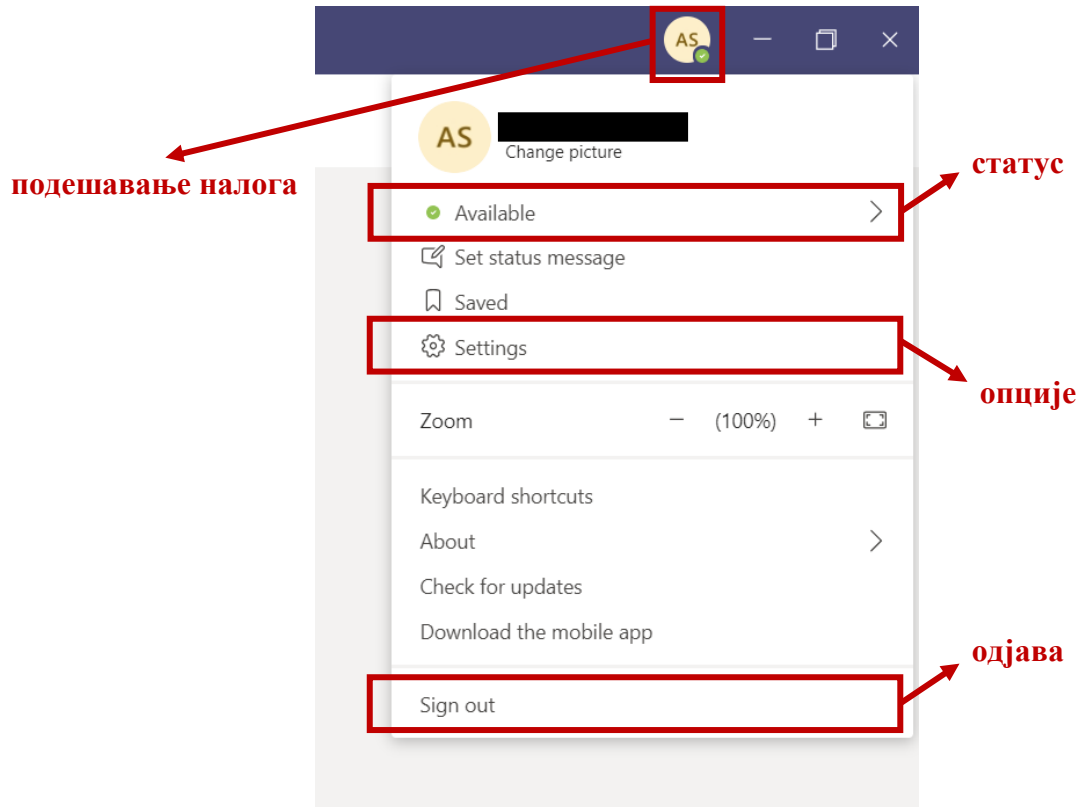 AS
AS
Change picture
подешавање налога
статус
Available
Set status message
Saved
Settings
опције
Zoom − (100%) +
Keyboard shortcuts
About
Check for updates
Download the mobile app
одјава
Sign out